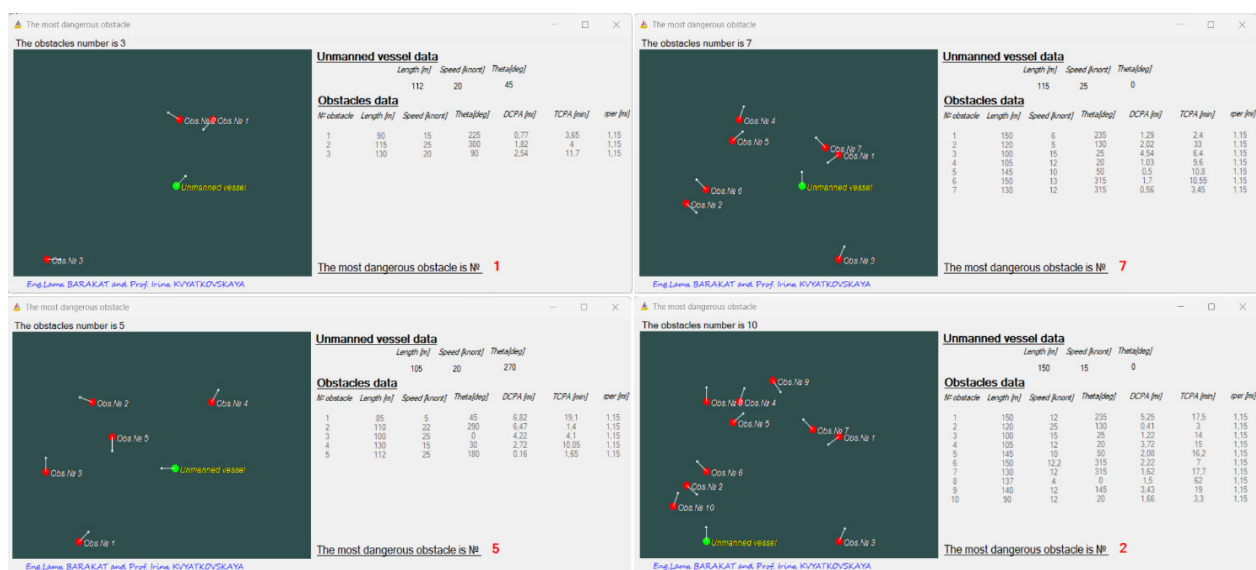 The most dangerous obstacle
The obstacles number is 3
Unmanned vessel data
Length [m] Speed [knont] Theta[deg]
112 20 45
Obstacles data
№ obstacle Length [m] Speed [knont] Theta[deg] DCPA [mi] TCPA [min] rper [mi]
1 90 15 225 0,77 3,65 1,15
2 115 25 300 1,82 4 1,15
3 130 20 90 2,54 11,7 1,15
Obs.№ 2 Obs.№ 1
Unmanned vessel
Obs.№ 3
The most dangerous obstacle is № 1
Eng.Lama BARAKAT and Prof. Irina KVYATKOVSKAYA
The most dangerous obstacle
The obstacles number is 7
Unmanned vessel data
Length [m] Speed [knont] Theta[deg]
115 25 0
Obstacles data
№ obstacle Length [m] Speed [knont] Theta[deg] DCPA [mi] TCPA [min] rper [mi]
1 150 6 235 1,29 2,4 1,15
2 120 5 130 2,02 33 1,15
3 100 15 25 4,54 6,4 1,15
4 105 12 20 1,03 9,6 1,15
5 145 10 50 0,5 10,8 1,15
6 150 13 315 1,7 10,55 1,15
7 130 12 315 0,56 3,45 1,15
Obs.№ 4
Obs.№ 5
Obs.№ 7
Obs.№ 1
Unmanned vessel
Obs.№ 6
Obs.№ 2
Obs.№ 3
The most dangerous obstacle is № 7
Eng.Lama BARAKAT and Prof. Irina KVYATKOVSKAYA
The most dangerous obstacle
The obstacles number is 5
Unmanned vessel data
Length [m] Speed [knont] Theta[deg]
105 20 270
Obstacles data
№ obstacle Length [m] Speed [knont] Theta[deg] DCPA [mi] TCPA [min] rper [mi]
1 85 5 45 6,82 19,1 1,15
2 110 22 290 6,47 1,4 1,15
3 100 25 0 4,22 4,1 1,15
4 130 15 30 2,72 10,05 1,15
5 112 25 180 0,16 1,65 1,15
Obs.№ 2
Obs.№ 4
Obs.№ 5
Obs.№ 3
Unmanned vessel
Obs.№ 1
The most dangerous obstacle is № 5
Eng.Lama BARAKAT and Prof. Irina KVYATKOVSKAYA
The most dangerous obstacle
The obstacles number is 10
Unmanned vessel data
Length [m] Speed [knont] Theta[deg]
150 15 0
Obstacles data
№ obstacle Length [m] Speed [knont] Theta[deg] DCPA [mi] TCPA [min] rper [mi]
1 150 12 235 5,25 17,5 1,15
2 120 25 130 0,41 3 1,15
3 100 15 25 1,22 14 1,15
4 105 12 20 3,72 15 1,15
5 145 10 50 2,08 16,2 1,15
6 150 12,2 315 2,22 7 1,15
7 130 12 315 1,62 17,7 1,15
8 137 4 0 1,5 62 1,15
9 140 12 145 3,43 19 1,15
10 90 12 20 1,66 3,3 1,15
Obs.№ 9
Obs.№ 8 Obs.№ 4
Obs.№ 5
Obs.№ 7
Obs.№ 1
Obs.№ 6
Obs.№ 2
Obs.№ 10
Unmanned vessel
Obs.№ 3
The most dangerous obstacle is № 2
Eng.Lama BARAKAT and Prof. Irina KVYATKOVSKAYA